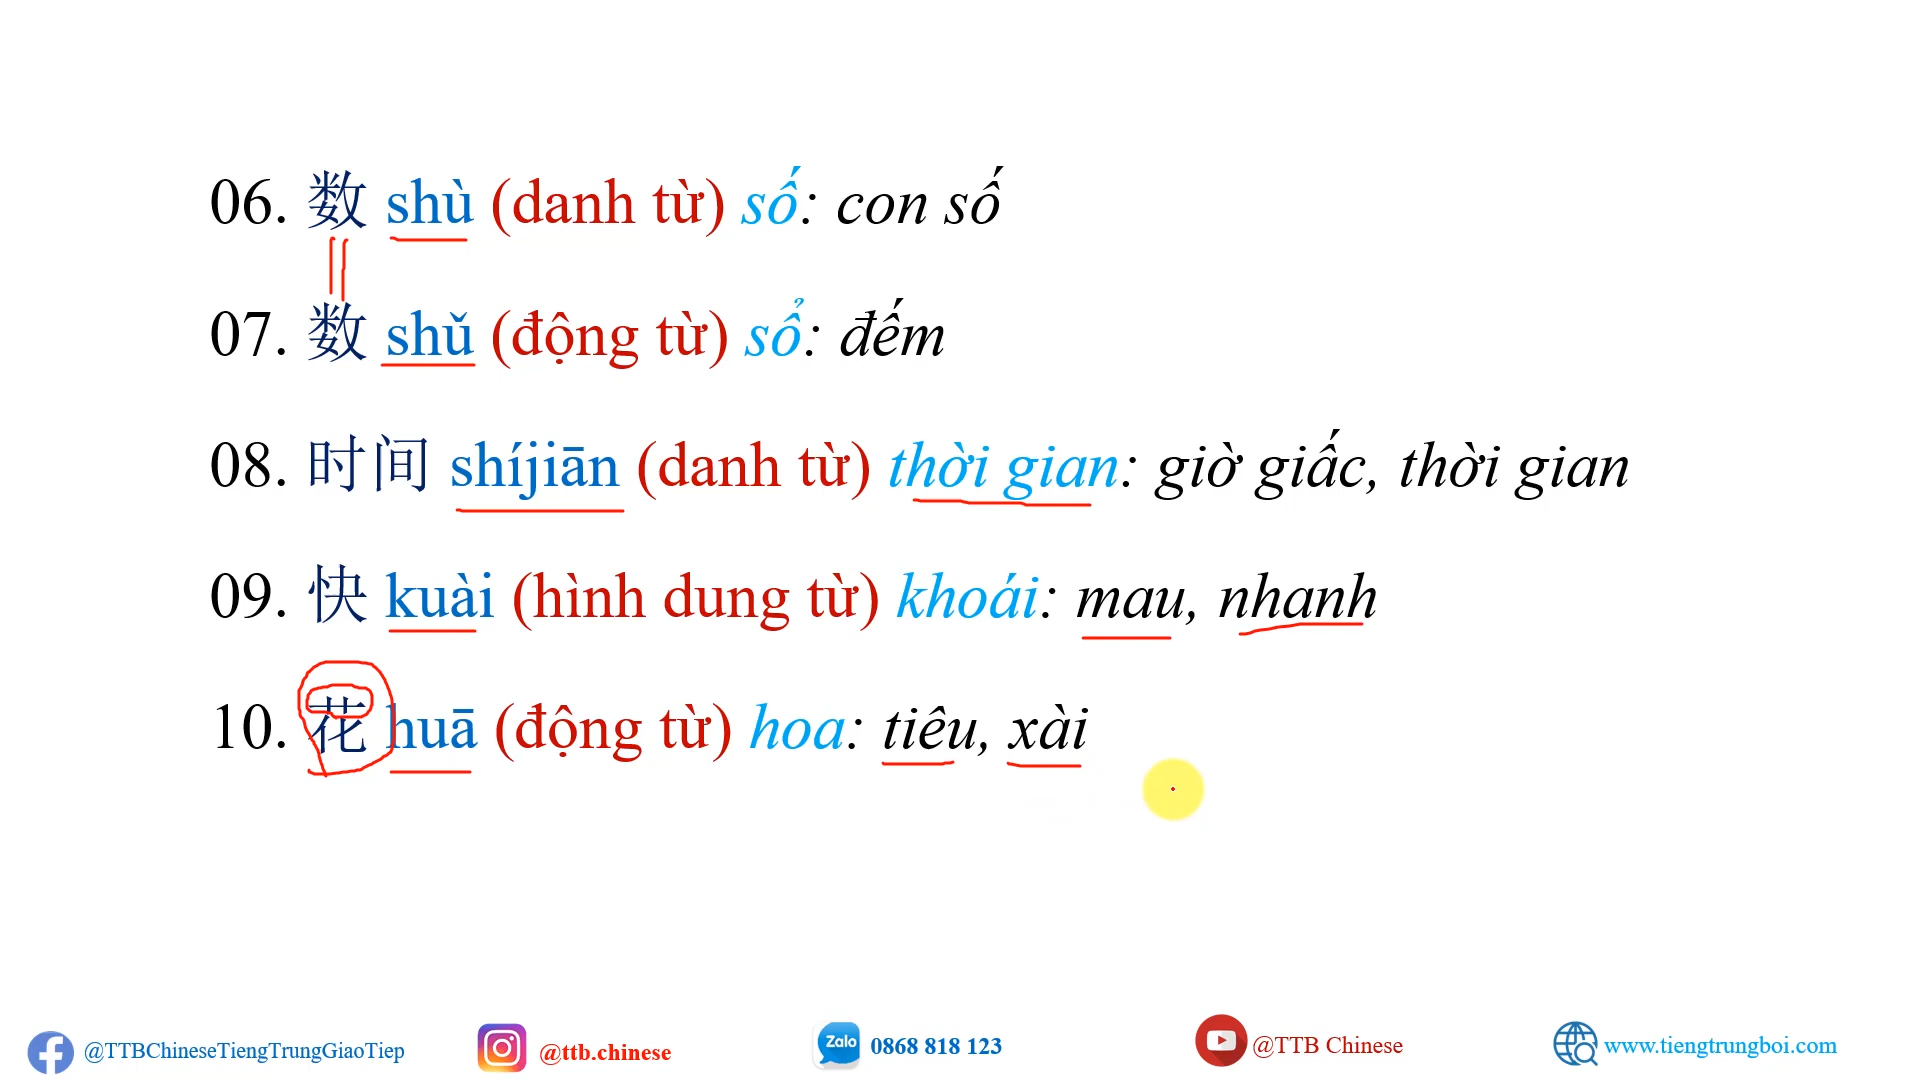 06. 数 shù (danh từ) số: con số
07. 数 shǔ (động từ) sổ: đếm
08. 时间 shíjiān (danh từ) thời gian: giờ giấc, thời gian
09. 快 kuài (hình dung từ) khoái: mau, nhanh
10. 花 huā (động từ) hoa: tiêu, xài
@TTBChineseTiengTrungGiaoTiep @ttb.chinese Zalo 0868 818 123 @TTB Chinese www.tiengtrungboi.com